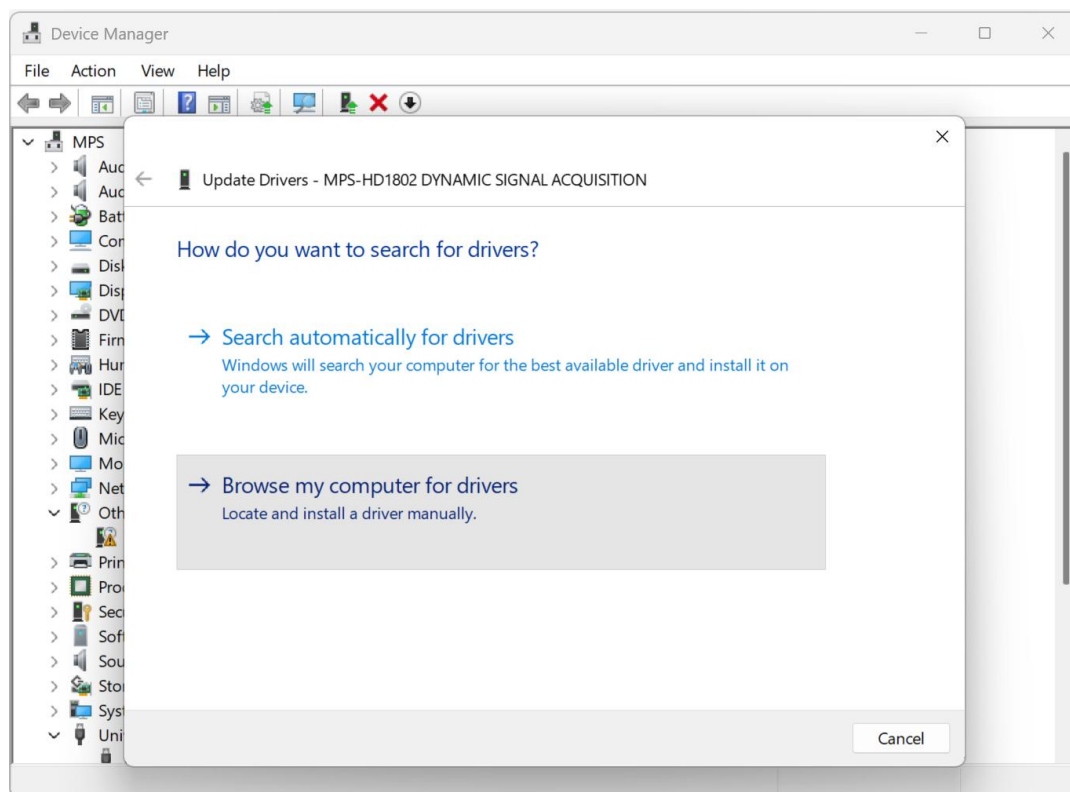 Device Manager
File Action View Help
MPS
Update Drivers - MPS-HD1802 DYNAMIC SIGNAL ACQUISITION
How do you want to search for drivers?
Search automatically for drivers
Windows will search your computer for the best available driver and install it on
your device.
Browse my computer for drivers
Locate and install a driver manually.
Cancel